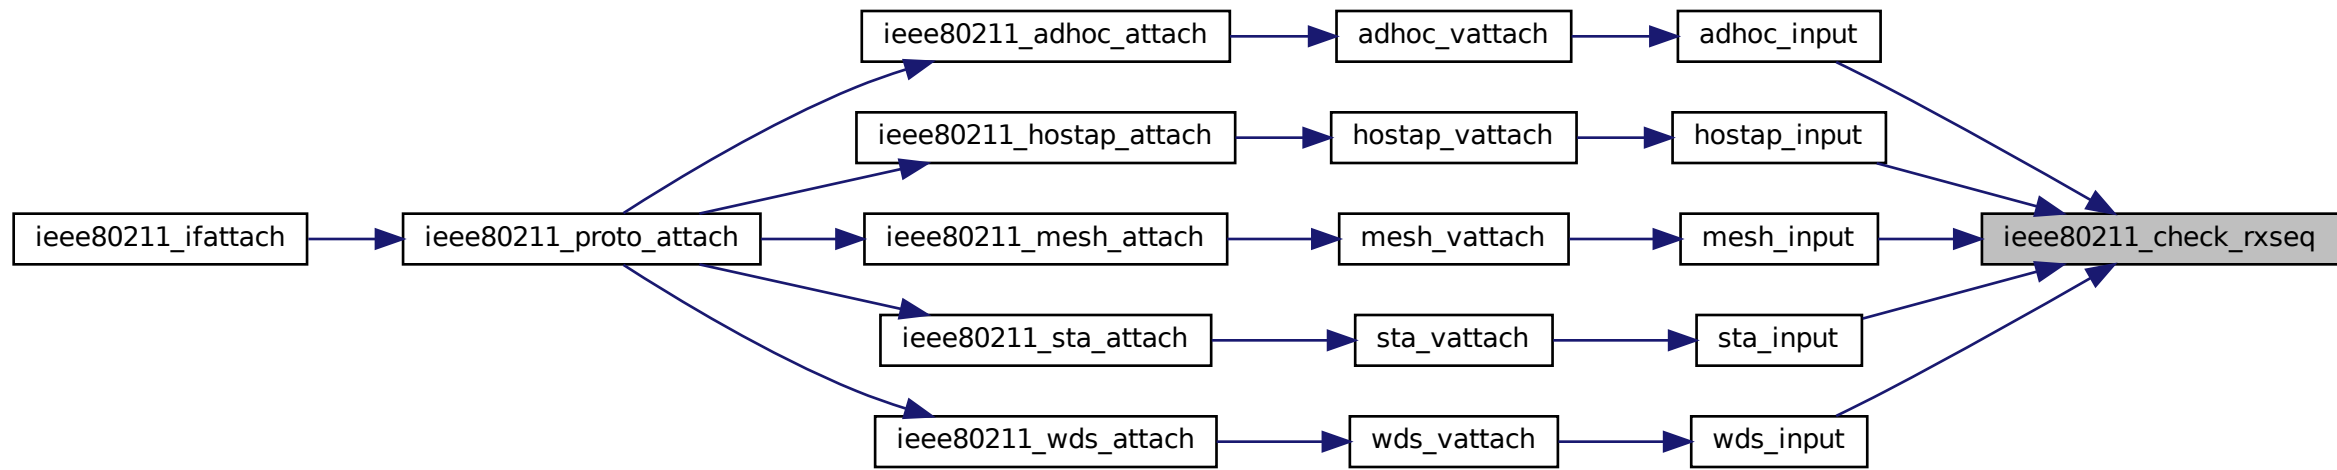 ieee80211_adhoc_attach
adhoc_vattach
adhoc_input
ieee80211_hostap_attach
hostap_vattach
hostap_input
ieee80211_ifattach
ieee80211_proto_attach
ieee80211_mesh_attach
mesh_vattach
mesh_input
ieee80211_check_rxseq
ieee80211_sta_attach
sta_vattach
sta_input
ieee80211_wds_attach
wds_vattach
wds_input